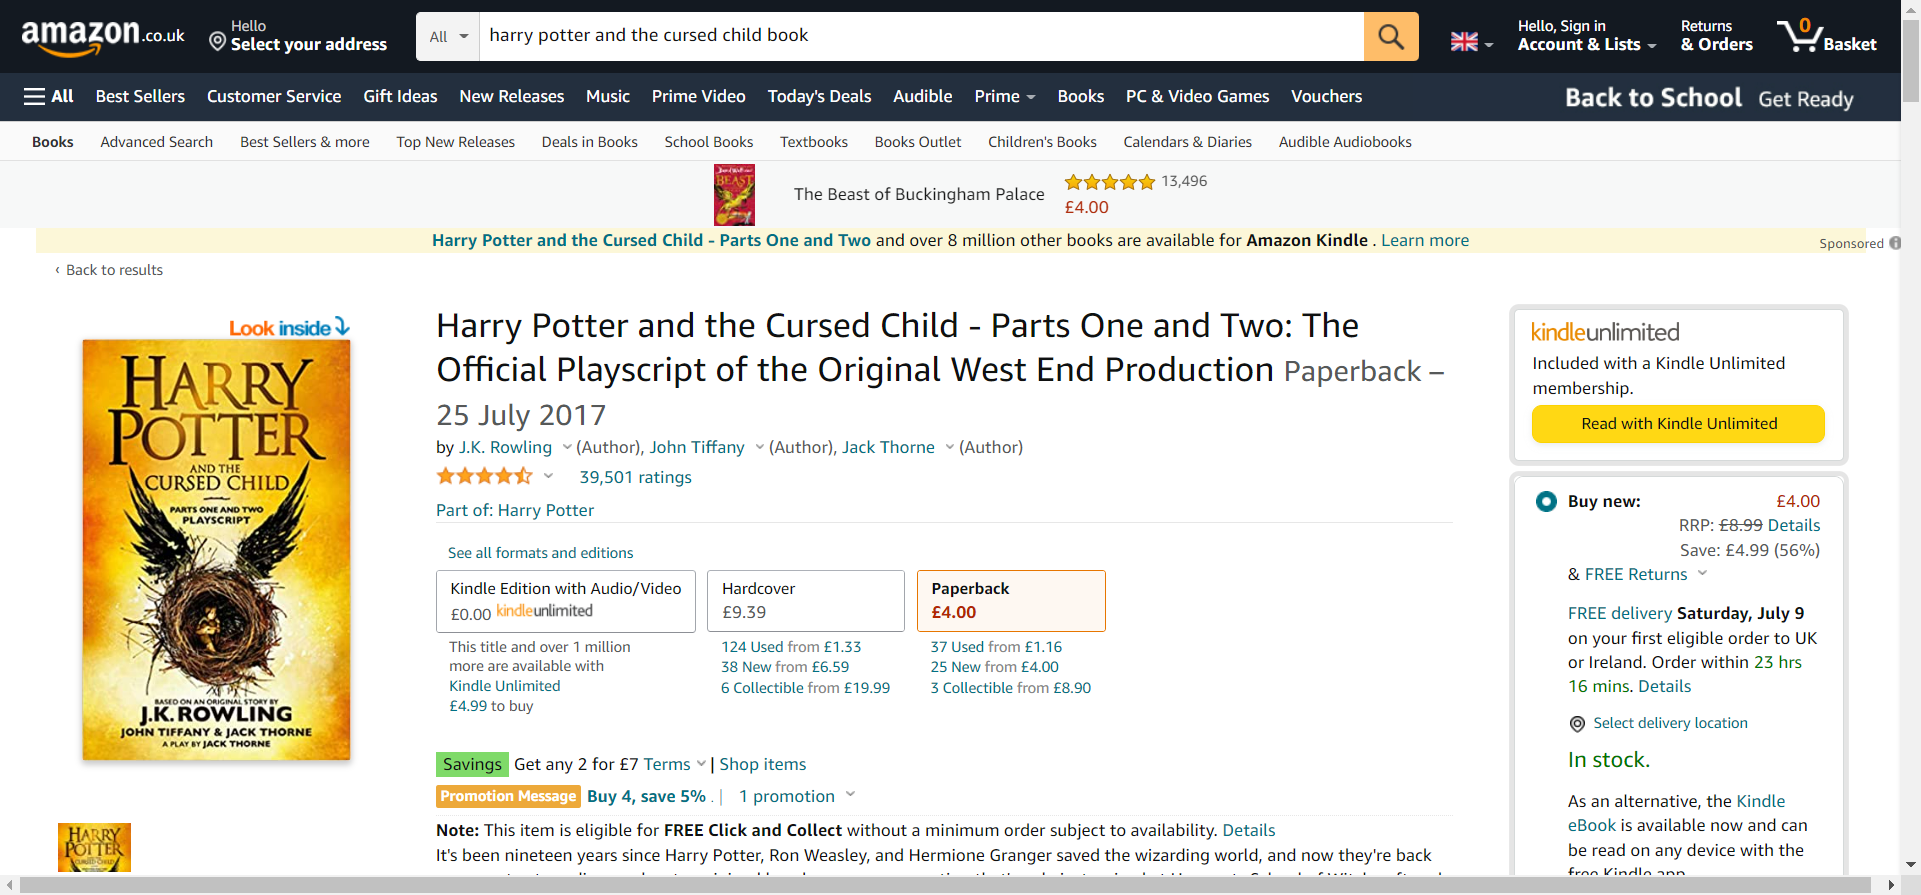 amazon.co.uk
Hello
Select your address
All
harry potter and the cursed child book
Hello, Sign in
Account & Lists
Returns
& Orders
0
Basket
All Best Sellers Customer Service Gift Ideas New Releases Music Prime Video Today's Deals Audible Prime Books PC & Video Games Vouchers
Back to School Get Ready
Books Advanced Search Best Sellers & more Top New Releases Deals in Books School Books Textbooks Books Outlet Children's Books Calendars & Diaries Audible Audiobooks
BEAST
The Beast of Buckingham Palace
13,496
£4.00
Harry Potter and the Cursed Child - Parts One and Two and over 8 million other books are available for Amazon Kindle . Learn more
Sponsored
‹ Back to results
Look inside
HARRY
POTTER
AND THE
CURSED CHILD
PARTS ONE AND TWO
PLAYSCRIPT
BASED ON AN ORIGINAL STORY BY
J.K. ROWLING
JOHN TIFFANY & JACK THORNE
A PLAY BY JACK THORNE
HARRY
POTTER
Harry Potter and the Cursed Child - Parts One and Two: The
Official Playscript of the Original West End Production Paperback –
25 July 2017
by J.K. Rowling (Author), John Tiffany (Author), Jack Thorne (Author)
39,501 ratings
Part of: Harry Potter
See all formats and editions
Kindle Edition with Audio/Video
£0.00 kindleunlimited
This title and over 1 million
more are available with
Kindle Unlimited
£4.99 to buy
Hardcover
£9.39
124 Used from £1.33
38 New from £6.59
6 Collectible from £19.99
Paperback
£4.00
37 Used from £1.16
25 New from £4.00
3 Collectible from £8.90
Savings Get any 2 for £7 Terms | Shop items
Promotion Message Buy 4, save 5% . | 1 promotion
Note: This item is eligible for FREE Click and Collect without a minimum order subject to availability. Details
It's been nineteen years since Harry Potter, Ron Weasley, and Hermione Granger saved the wizarding world, and now they're back
kindleunlimited
Included with a Kindle Unlimited
membership.
Read with Kindle Unlimited
Buy new: £4.00
RRP: £8.99 Details
Save: £4.99 (56%)
& FREE Returns
FREE delivery Saturday, July 9
on your first eligible order to UK
or Ireland. Order within 23 hrs
16 mins. Details
Select delivery location
In stock.
As an alternative, the Kindle
eBook is available now and can
be read on any device with the
free Kindle app